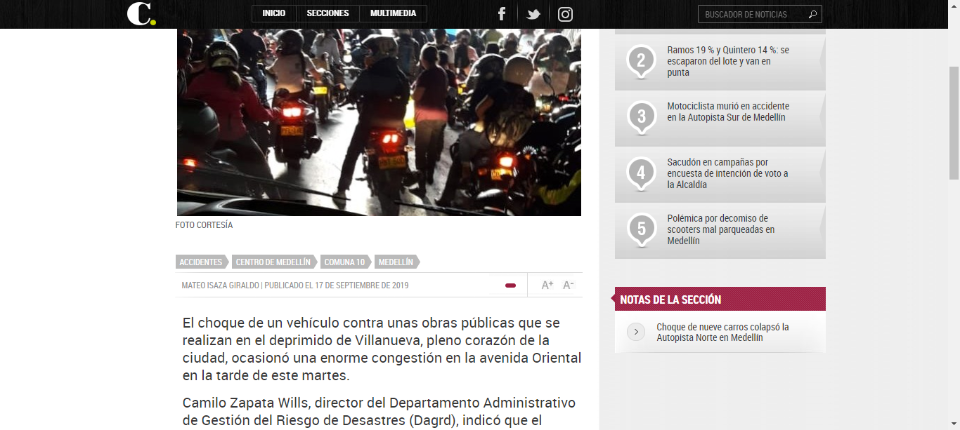 C.
INICIO
SECCIONES
MULTIMEDIA
BUSCADOR DE NOTICIAS
FOTO CORTESÍA
ACCIDENTES
CENTRO DE MEDELLÍN
COMUNA 10
MEDELLÍN
MATEO ISAZA GIRALDO | PUBLICADO EL 17 DE SEPTIEMBRE DE 2019
A+
A-
El choque de un vehículo contra unas obras públicas que se
realizan en el deprimido de Villanueva, pleno corazón de la
ciudad, ocasionó una enorme congestión en la avenida Oriental
en la tarde de este martes.
Camilo Zapata Wills, director del Departamento Administrativo
de Gestión del Riesgo de Desastres (Dagrd), indicó que el
2
Ramos 19 % y Quintero 14 %: se
escaparon del lote y van en
punta
3
Motociclista murió en accidente
en la Autopista Sur de Medellín
4
Sacudón en campañas por
encuesta de intención de voto a
la Alcaldía
5
Polémica por decomiso de
scooters mal parqueadas en
Medellín
NOTAS DE LA SECCIÓN
Choque de nueve carros colapsó la
Autopista Norte en Medellín